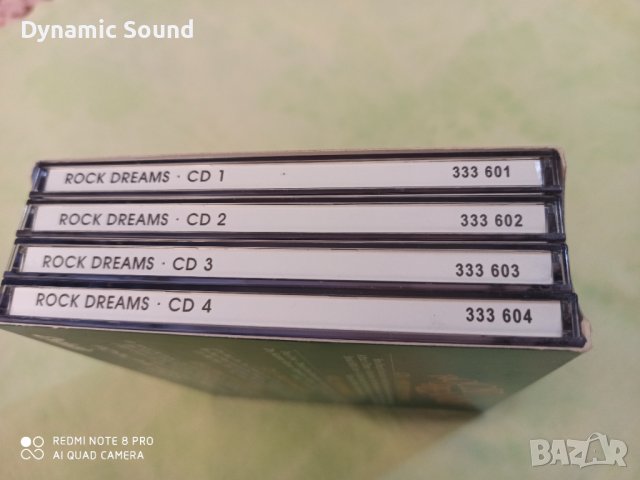 Dynamic Sound
ROCK DREAMS · CD 1 333 601
ROCK DREAMS · CD 2 333 602
ROCK DREAMS · CD 3 333 603
ROCK DREAMS · CD 4 333 604
REDMI NOTE 8 PRO
AI QUAD CAMERA
BAZAR